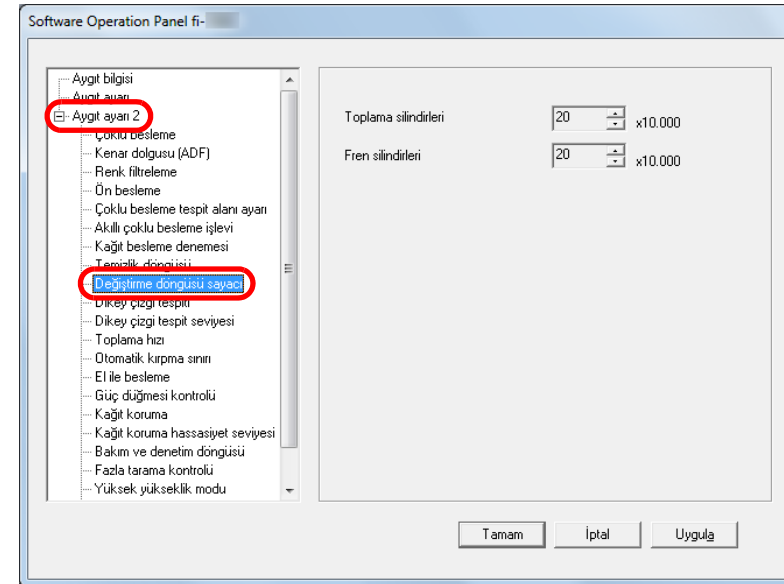 Software Operation Panel fi-
Aygıt bilgisi
Aygıt ayarı
Aygıt ayarı 2
Çoklu besleme
Kenar dolgusu (ADF)
Renk filtreleme
Ön besleme
Çoklu besleme tespit alanı ayarı
Akıllı çoklu besleme işlevi
Kağıt besleme denemesi
Temizlik döngüsü
Değiştirme döngüsü sayacı
Dikey çizgi tespiti
Dikey çizgi tespit seviyesi
Toplama hızı
Otomatik kırpma sınırı
El ile besleme
Güç düğmesi kontrolü
Kağıt koruma
Kağıt koruma hassasiyet seviyesi
Bakım ve denetim döngüsü
Fazla tarama kontrolü
Yüksek yükseklik modu
Toplama silindirleri 20 x10.000
Fren silindirleri 20 x10.000
Tamam İptal Uygula